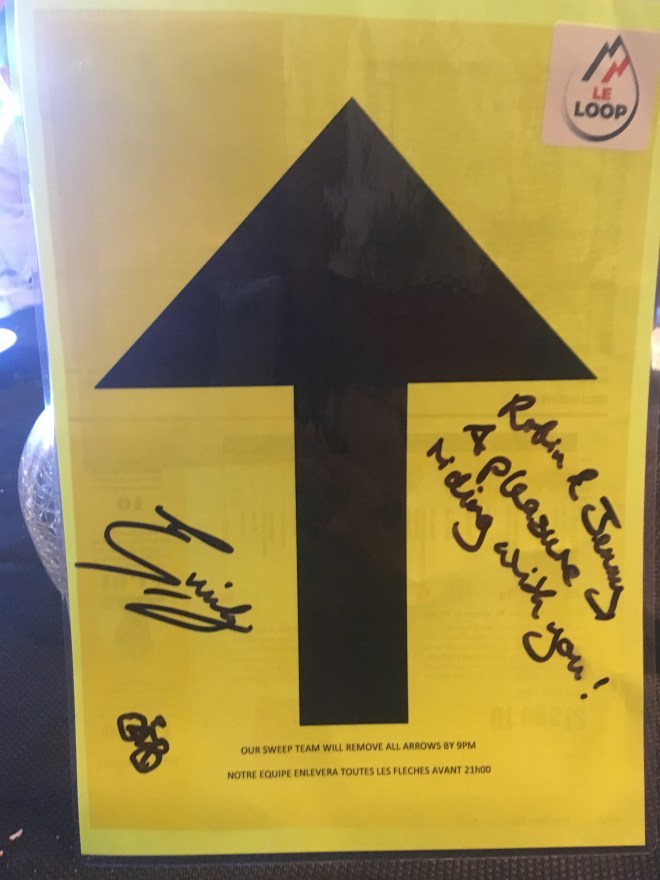 LE
LOOP
Robin & Jenny
A pleasure
riding with you!
OUR SWEEP TEAM WILL REMOVE ALL ARROWS BY 9PM
NOTRE EQUIPE ENLEVERA TOUTES LES FLECHES AVANT 21h00